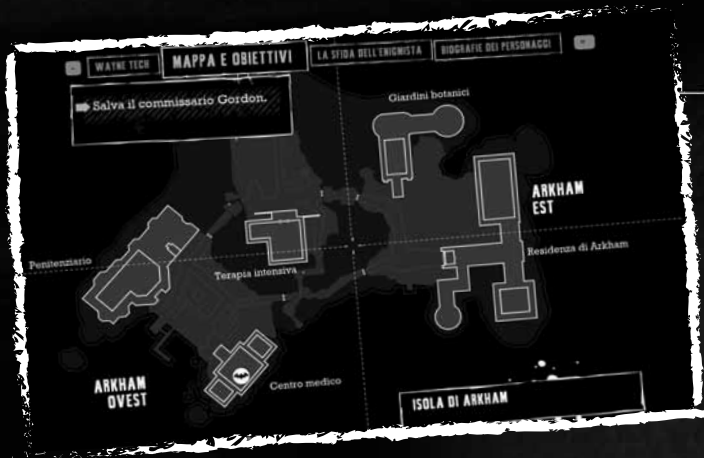 WAYNE TECH
MAPPA E OBIETTIVI
LA SFIDA DELL'ENIGMISTA
BIOGRAFIE DEI PERSONAGGI
Salva il commissario Gordon.
Giardini botanici
ARKHAM
EST
Penitenziario
Residenza di Arkham
Terapia intensiva
ARKHAM
OVEST
Centro medico
ISOLA DI ARKHAM